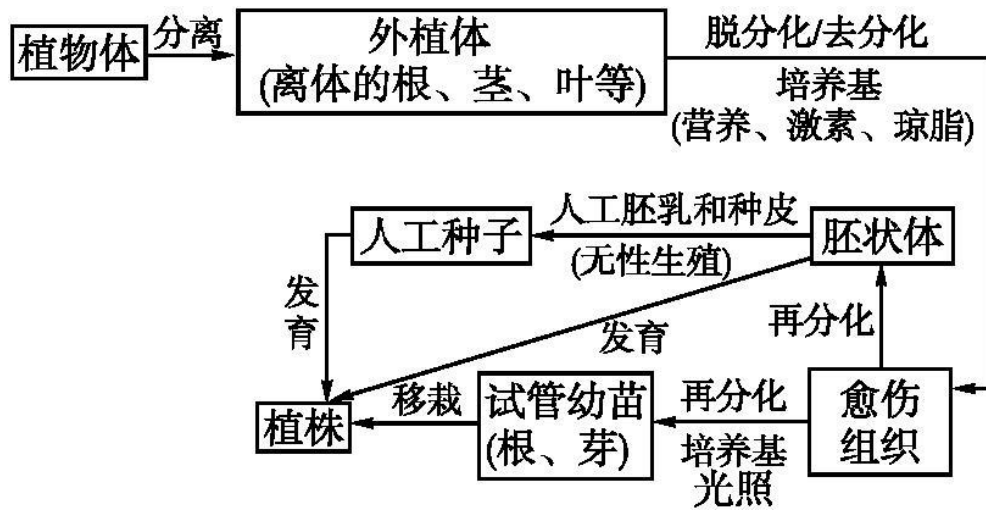 植物体
分离
外植体
(离体的根、茎、叶等)
脱分化/去分化
培养基
(营养、激素、琼脂)
人工种子
人工胚乳和种皮
(无性生殖)
胚状体
发育
发育
再分化
植株
移栽
试管幼苗
(根、芽)
再分化
培养基
光照
愈伤
组织